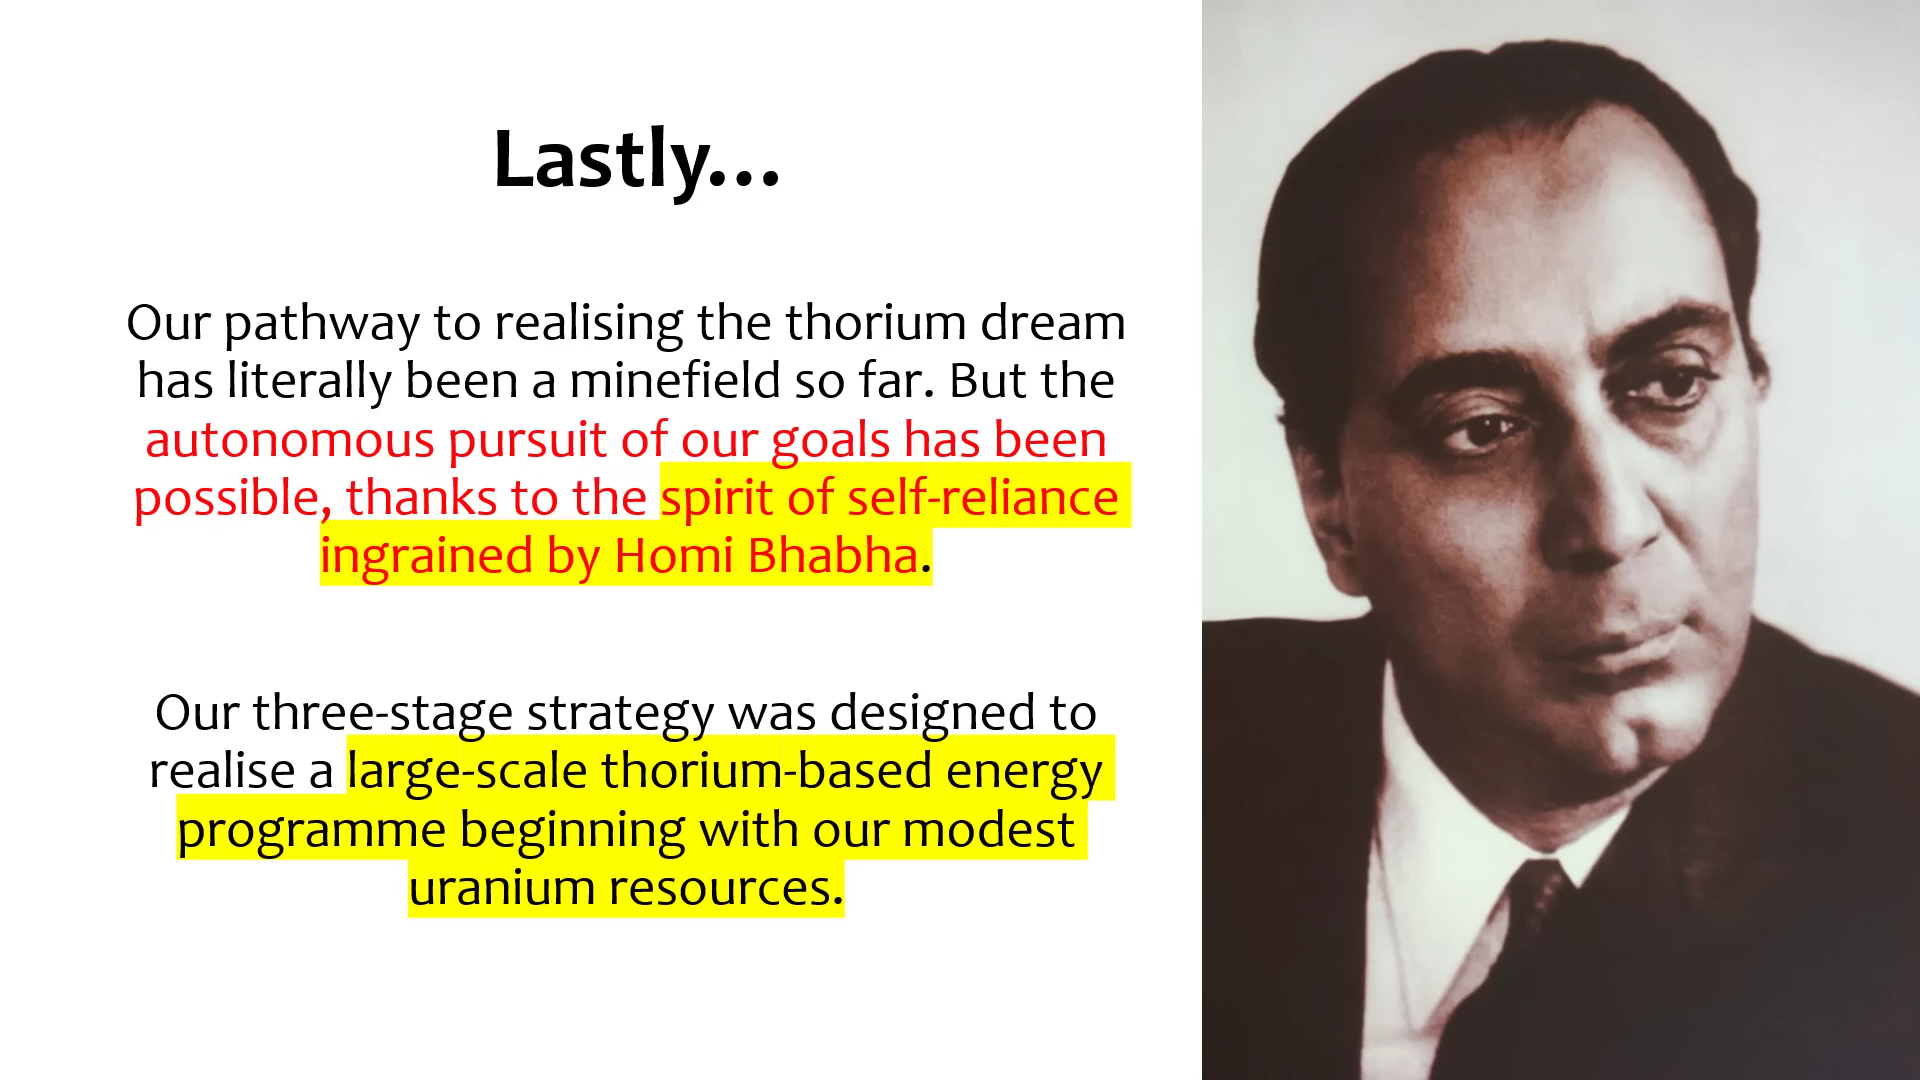 Lastly...
Our pathway to realising the thorium dream
has literally been a minefield so far. But the
autonomous pursuit of our goals has been
possible, thanks to the spirit of self-reliance
ingrained by Homi Bhabha.
Our three-stage strategy was designed to
realise a large-scale thorium-based energy
programme beginning with our modest
uranium resources.